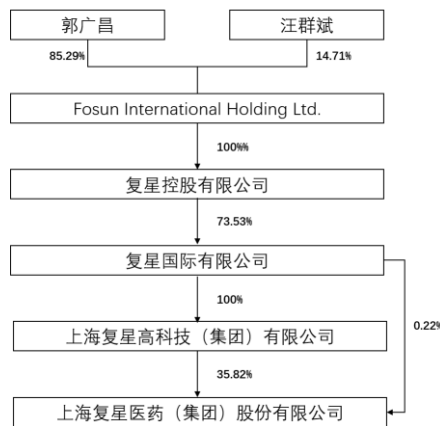 郭广昌
汪群斌
85.29%
14.71%
Fosun International Holding Ltd.
100%%
复星控股有限公司
73.53%
复星国际有限公司
100%
上海复星高科技（集团）有限公司
0.22%
35.82%
上海复星医药（集团）股份有限公司